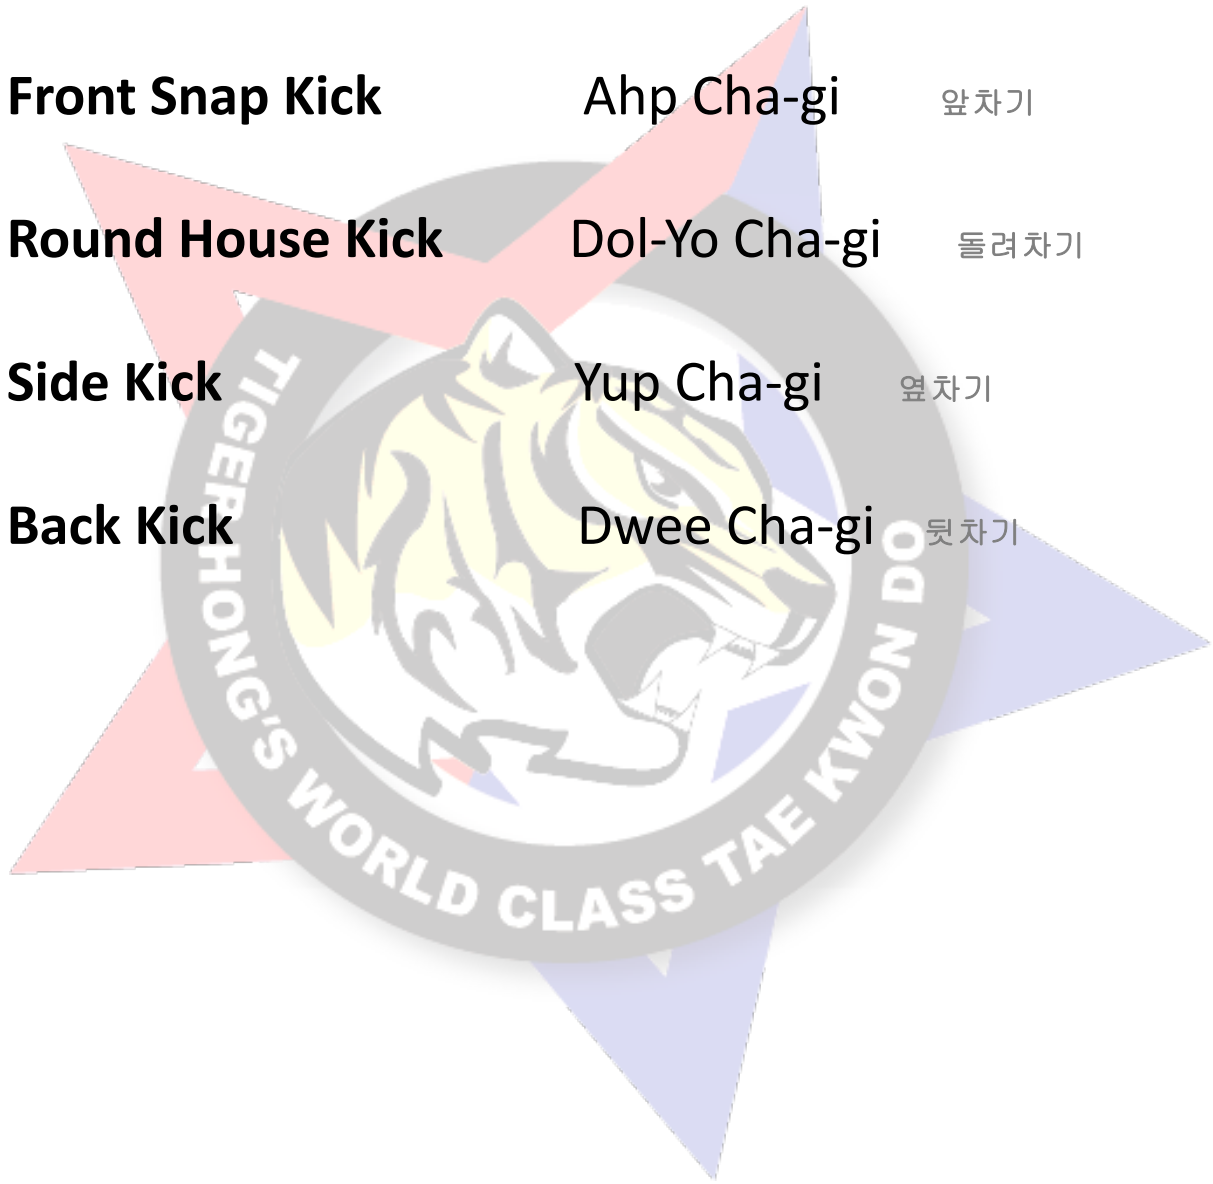 Front Snap Kick Ahp Cha-gi 앞차기
Round House Kick Dol-Yo Cha-gi 돌려차기
Side Kick Yup Cha-gi 옆차기
Back Kick Dwee Cha-gi 뒷차기
TIGER HONG'S WORLD CLASS TAE KWON DO